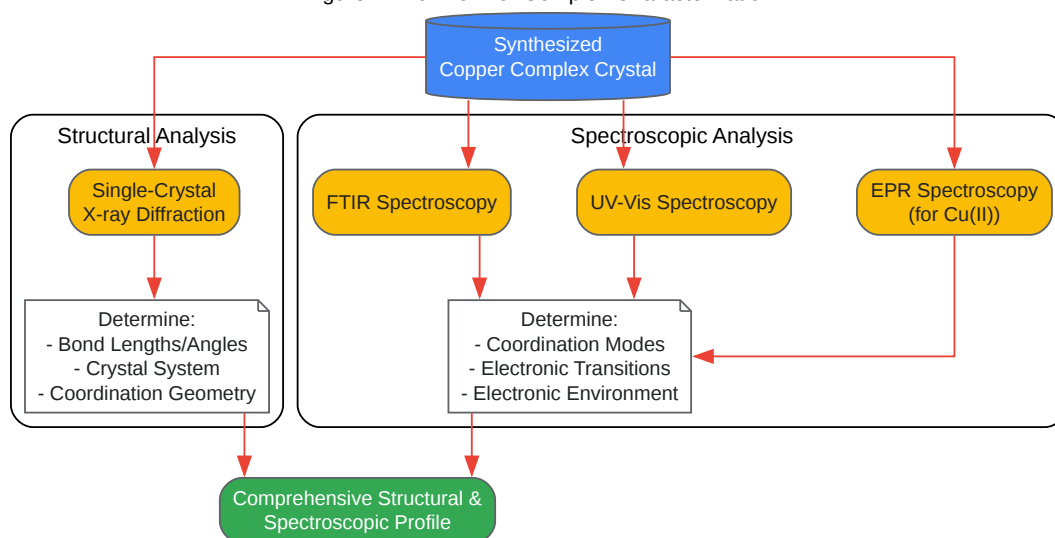 Synthesized
Copper Complex Crystal
Structural Analysis
Spectroscopic Analysis
Single-Crystal
X-ray Diffraction
FTIR Spectroscopy
UV-Vis Spectroscopy
EPR Spectroscopy
(for Cu(II))
Determine:
- Bond Lengths/Angles
- Crystal System
- Coordination Geometry
Determine:
- Coordination Modes
- Electronic Transitions
- Electronic Environment
Comprehensive Structural &
Spectroscopic Profile